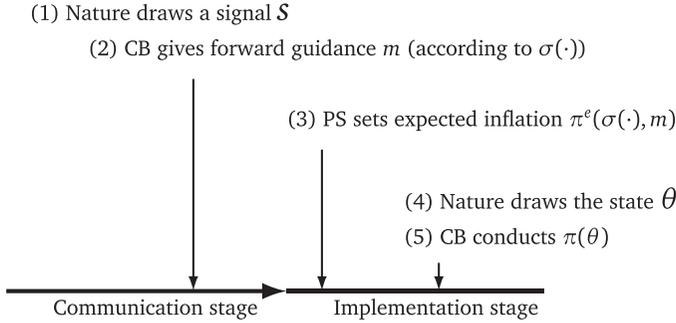 (1) Nature draws a signal S
(2) CB gives forward guidance m (according to σ(·))
(3) PS sets expected inflation πᵉ(σ(·), m)
(4) Nature draws the state θ
(5) CB conducts π(θ)
Communication stage
Implementation stage